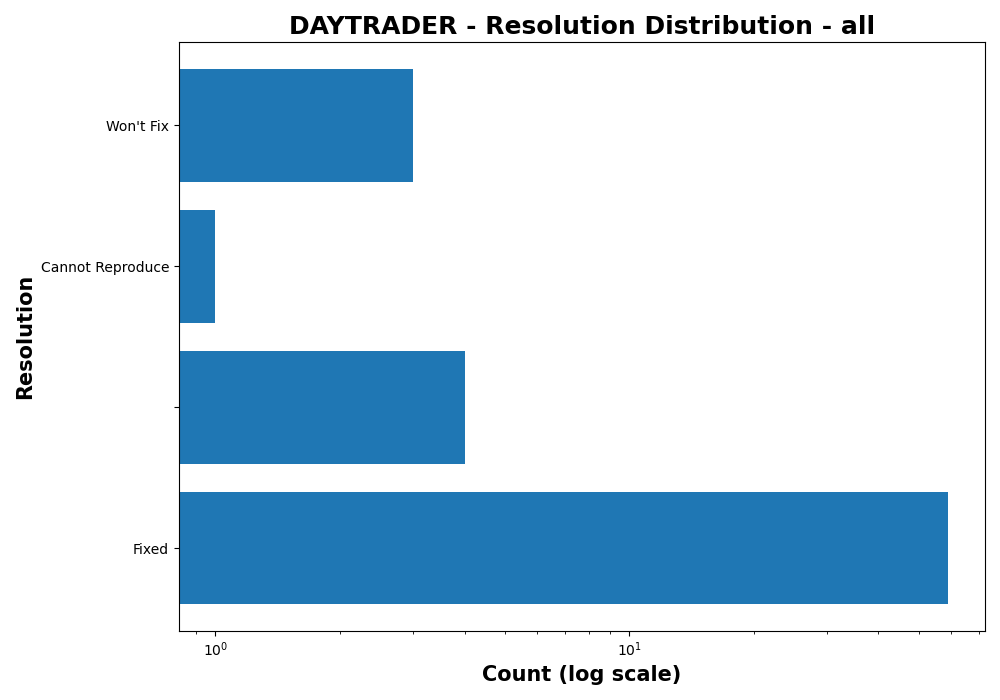 DAYTRADER - Resolution Distribution - all
Won't Fix
Cannot Reproduce
Fixed
Resolution
10⁰
10¹
Count (log scale)